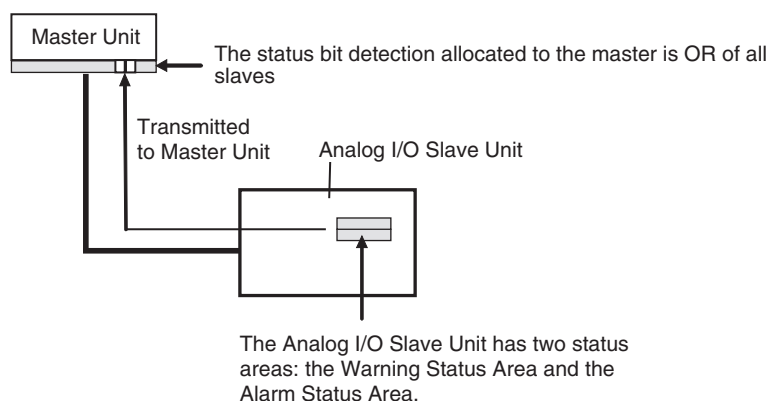 Master Unit
The status bit detection allocated to the master is OR of all
slaves
Transmitted
to Master Unit
Analog I/O Slave Unit
The Analog I/O Slave Unit has two status
areas: the Warning Status Area and the
Alarm Status Area.